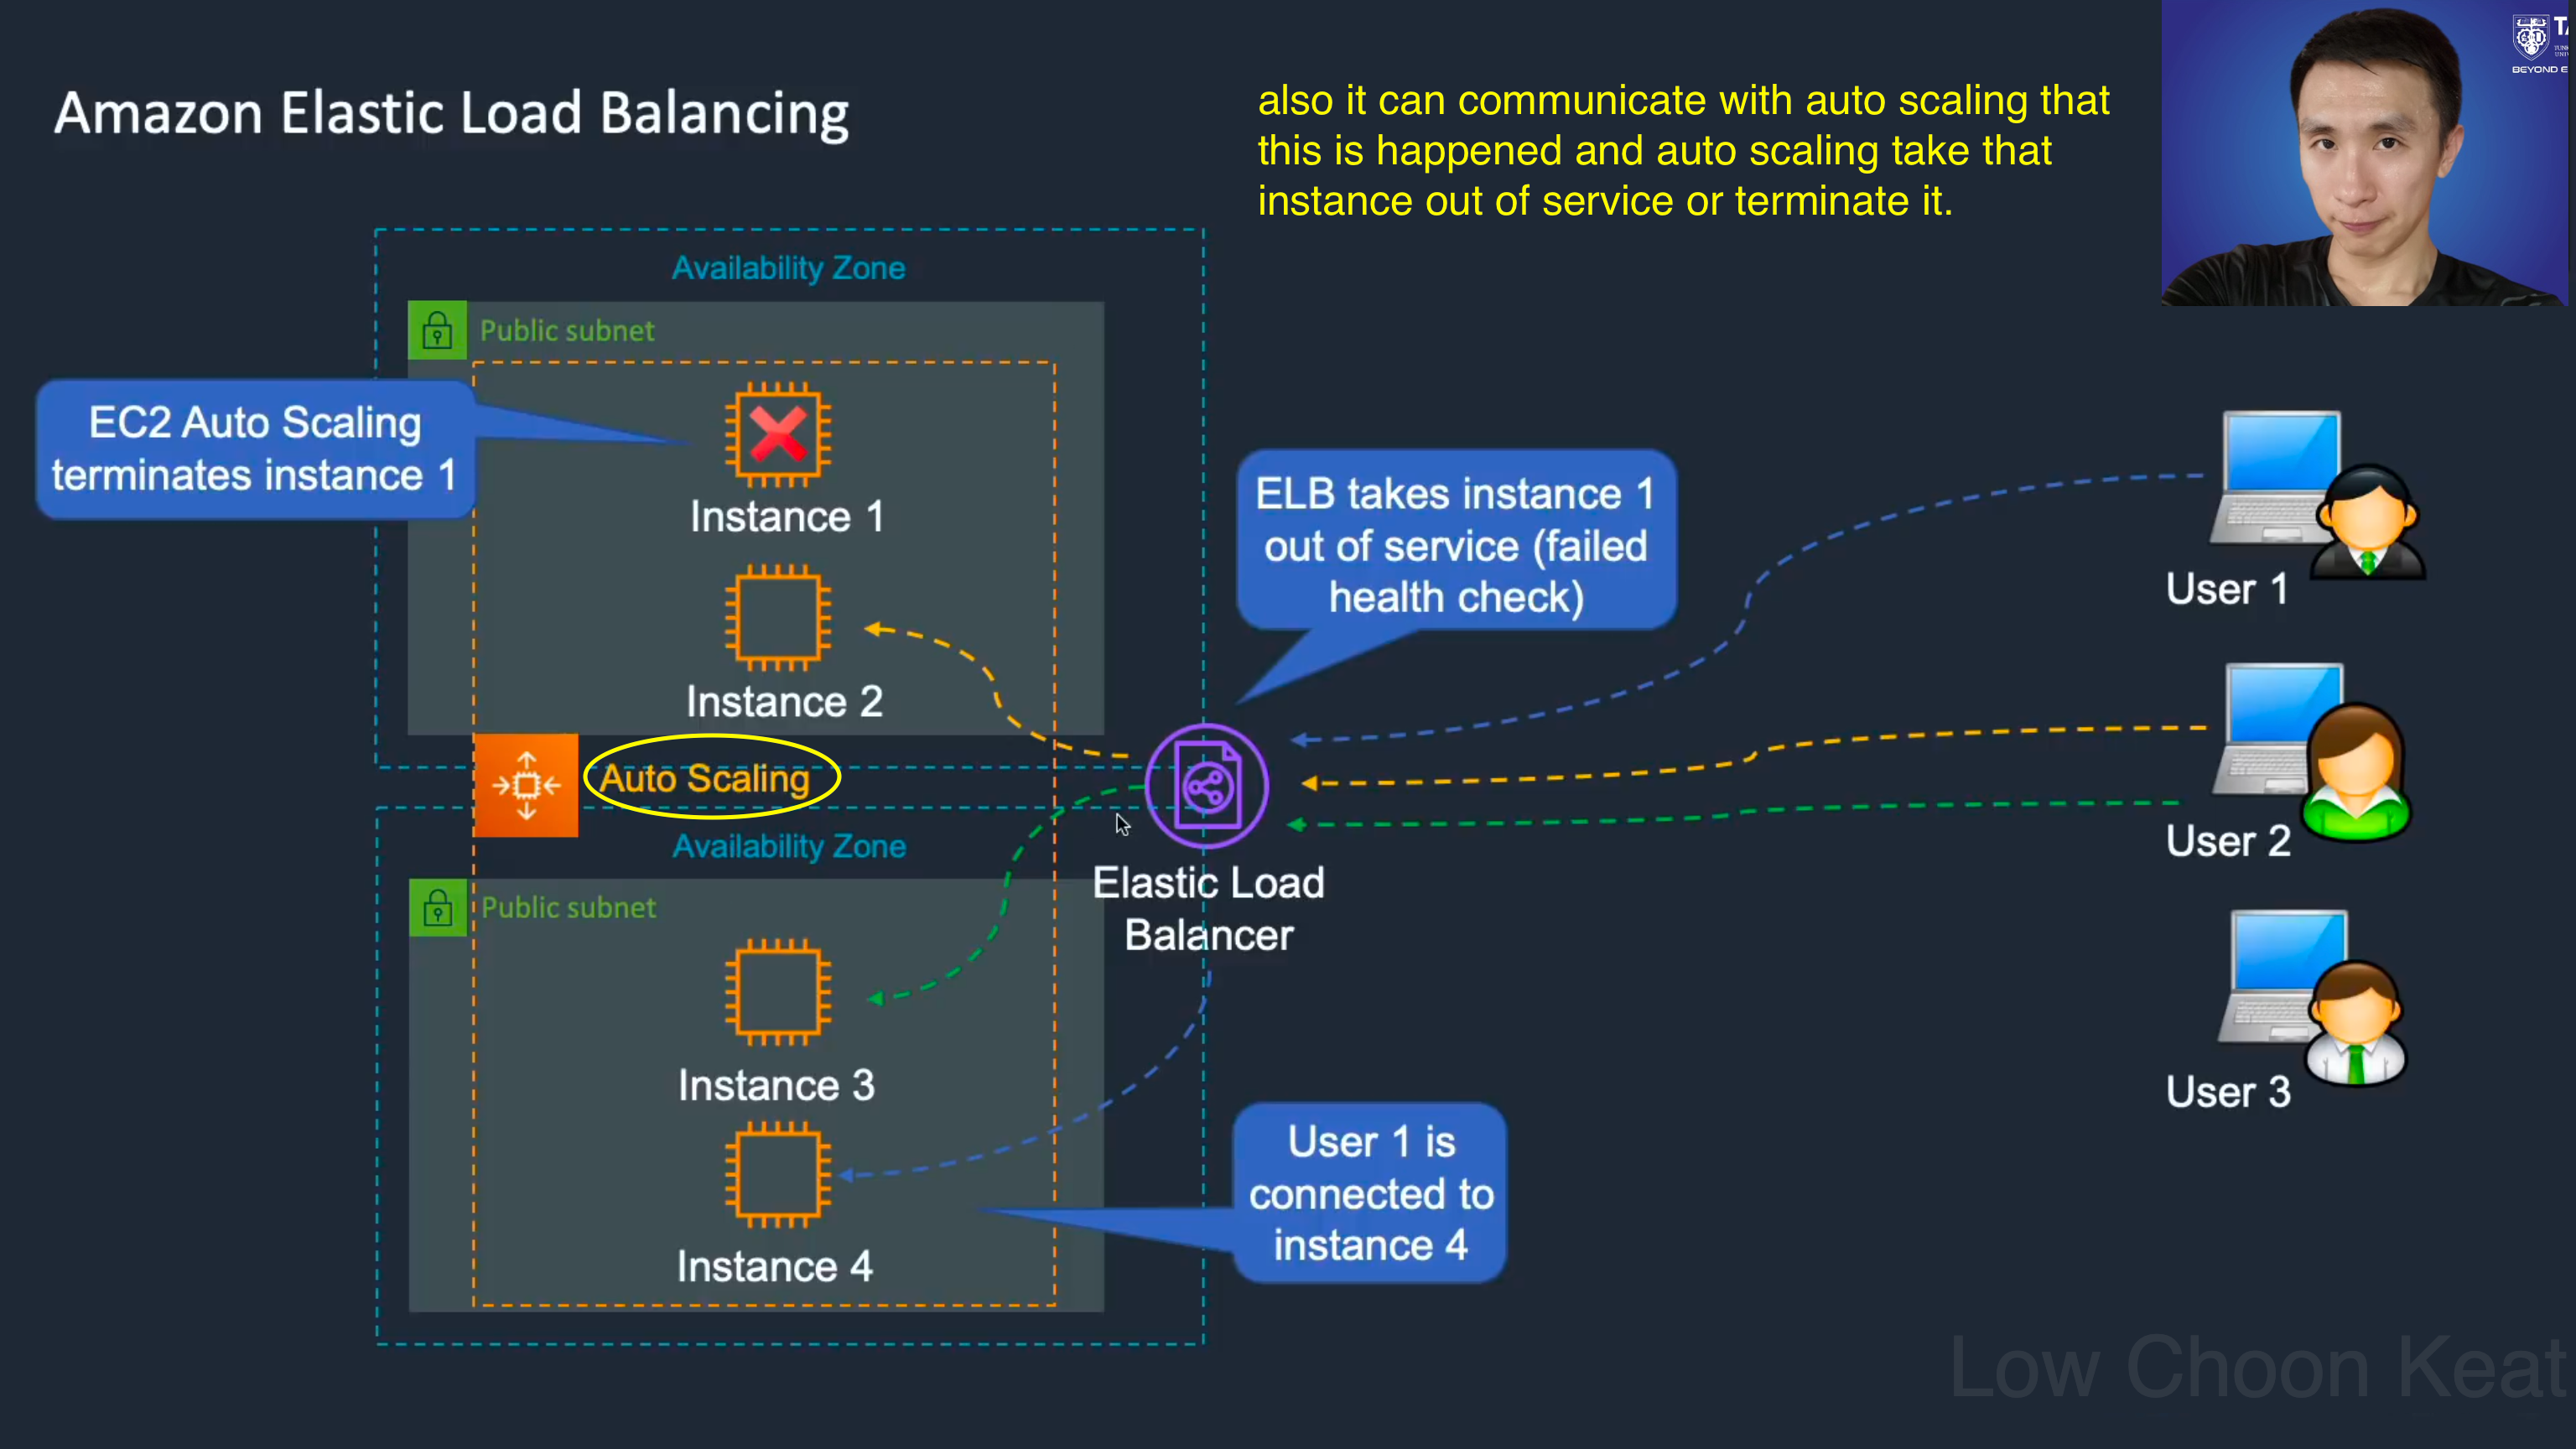 Amazon Elastic Load Balancing
also it can communicate with auto scaling that
this is happened and auto scaling take that
instance out of service or terminate it.
BEYOND E
Availability Zone
Public subnet
EC2 Auto Scaling
terminates instance 1
Instance 1
ELB takes instance 1
out of service (failed
health check)
User 1
Instance 2
Auto Scaling
User 2
Availability Zone
Elastic Load
Balancer
Public subnet
Instance 3
User 3
User 1 is
connected to
instance 4
Instance 4
Low Choon Keat